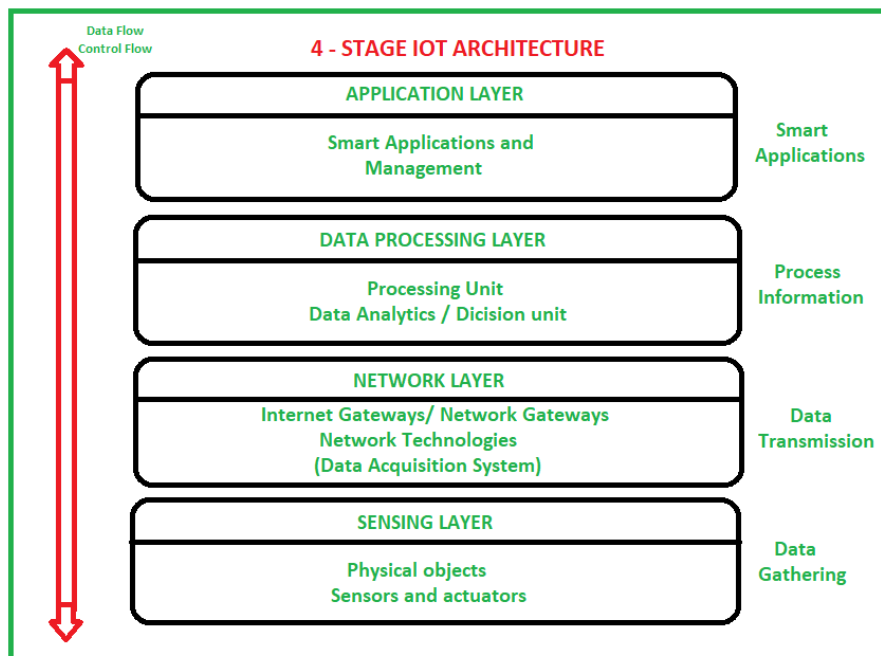 Data Flow
Control Flow
4 - STAGE IOT ARCHITECTURE
APPLICATION LAYER
Smart Applications and
Management
Smart
Applications
DATA PROCESSING LAYER
Processing Unit
Data Analytics / Dicision unit
Process
Information
NETWORK LAYER
Internet Gateways/ Network Gateways
Network Technologies
(Data Acquisition System)
Data
Transmission
SENSING LAYER
Physical objects
Sensors and actuators
Data
Gathering